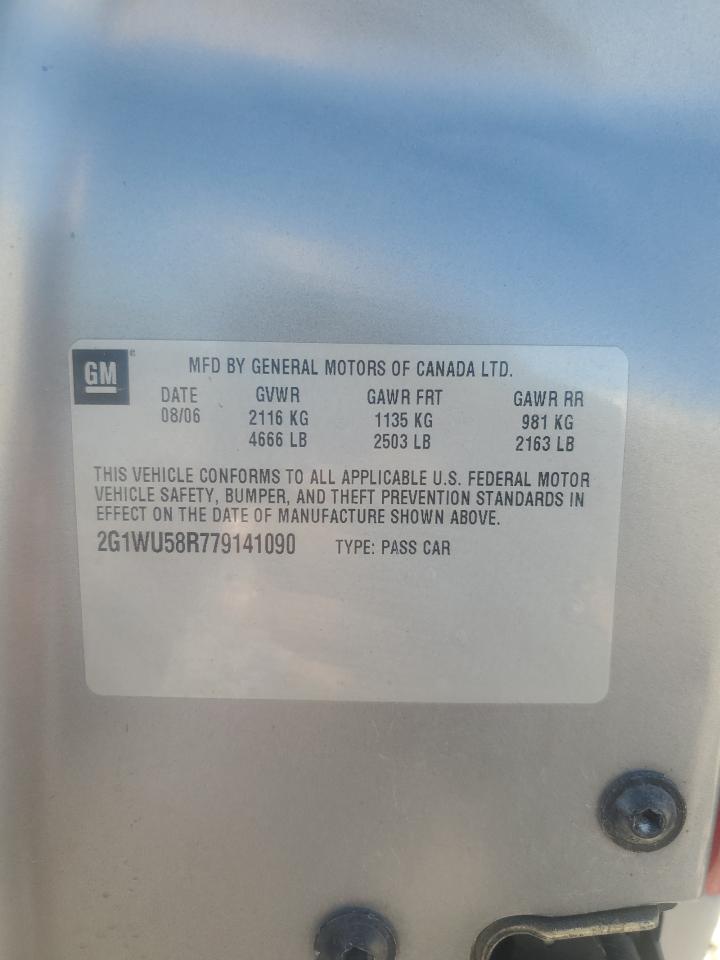 GM®
MFD BY GENERAL MOTORS OF CANADA LTD.
DATE GVWR GAWR FRT GAWR RR
08/06 2116 KG 1135 KG 981 KG
4666 LB 2503 LB 2163 LB
THIS VEHICLE CONFORMS TO ALL APPLICABLE U.S. FEDERAL MOTOR
VEHICLE SAFETY, BUMPER, AND THEFT PREVENTION STANDARDS IN
EFFECT ON THE DATE OF MANUFACTURE SHOWN ABOVE.
2G1WU58R779141090 TYPE: PASS CAR